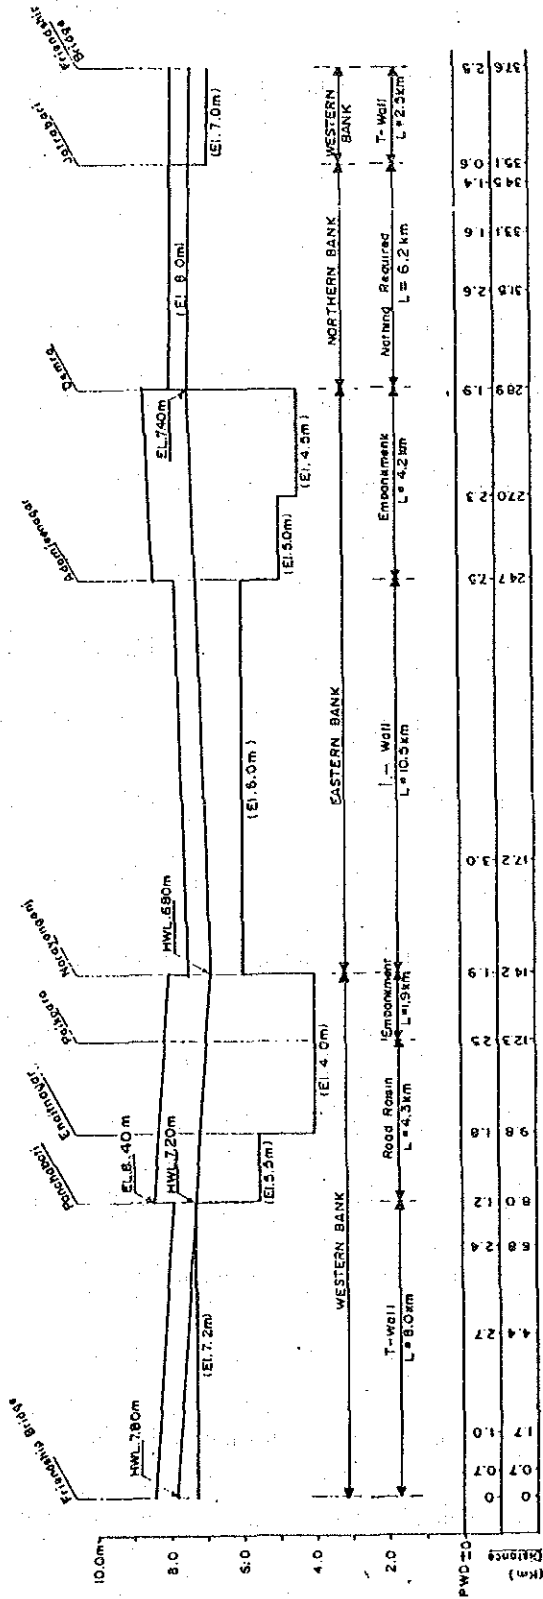 Friendship Bridge
Panchaboti
Enaitnagar
Paikpara
Narayanganj
Adamjeenagar
Demra
Jatrabari
Friendship
Bridge
10.0m
8.0
6.0
4.0
2.0
PWD ±0
HWL.7.80m
EL.8.40m
HWL.7.20m
HWL.6.80m
EL.7.40m
(El.7.2m)
(El.5.5m)
(El.4.0m)
(El.6.0m)
(El.5.0m)
(El.4.5m)
(El. 8.0m)
(El.7.0m)
WESTERN BANK
EASTERN BANK
NORTHERN BANK
WESTERN
BANK
T-Wall
L = 8.0km
Road Raisin
L = 4.3km
Embankment
L = 1.9km
Wall
L = 10.5km
Embankment
L = 4.2km
Nothing Required
L = 6.2km
T-Wall
L = 2.5km
0 0.7 1.0 2.7 2.4 1.2 1.8 2.5 1.9 3.0 7.5 2.3 1.9 2.6 1.6 1.4 0.6 2.5
Distance
(Km)
0 0.7 1.7 4.4 6.8 8.0 9.8 12.3 14.2 17.2 24.7 27.0 28.9 31.5 33.1 34.5 35.1 37.6